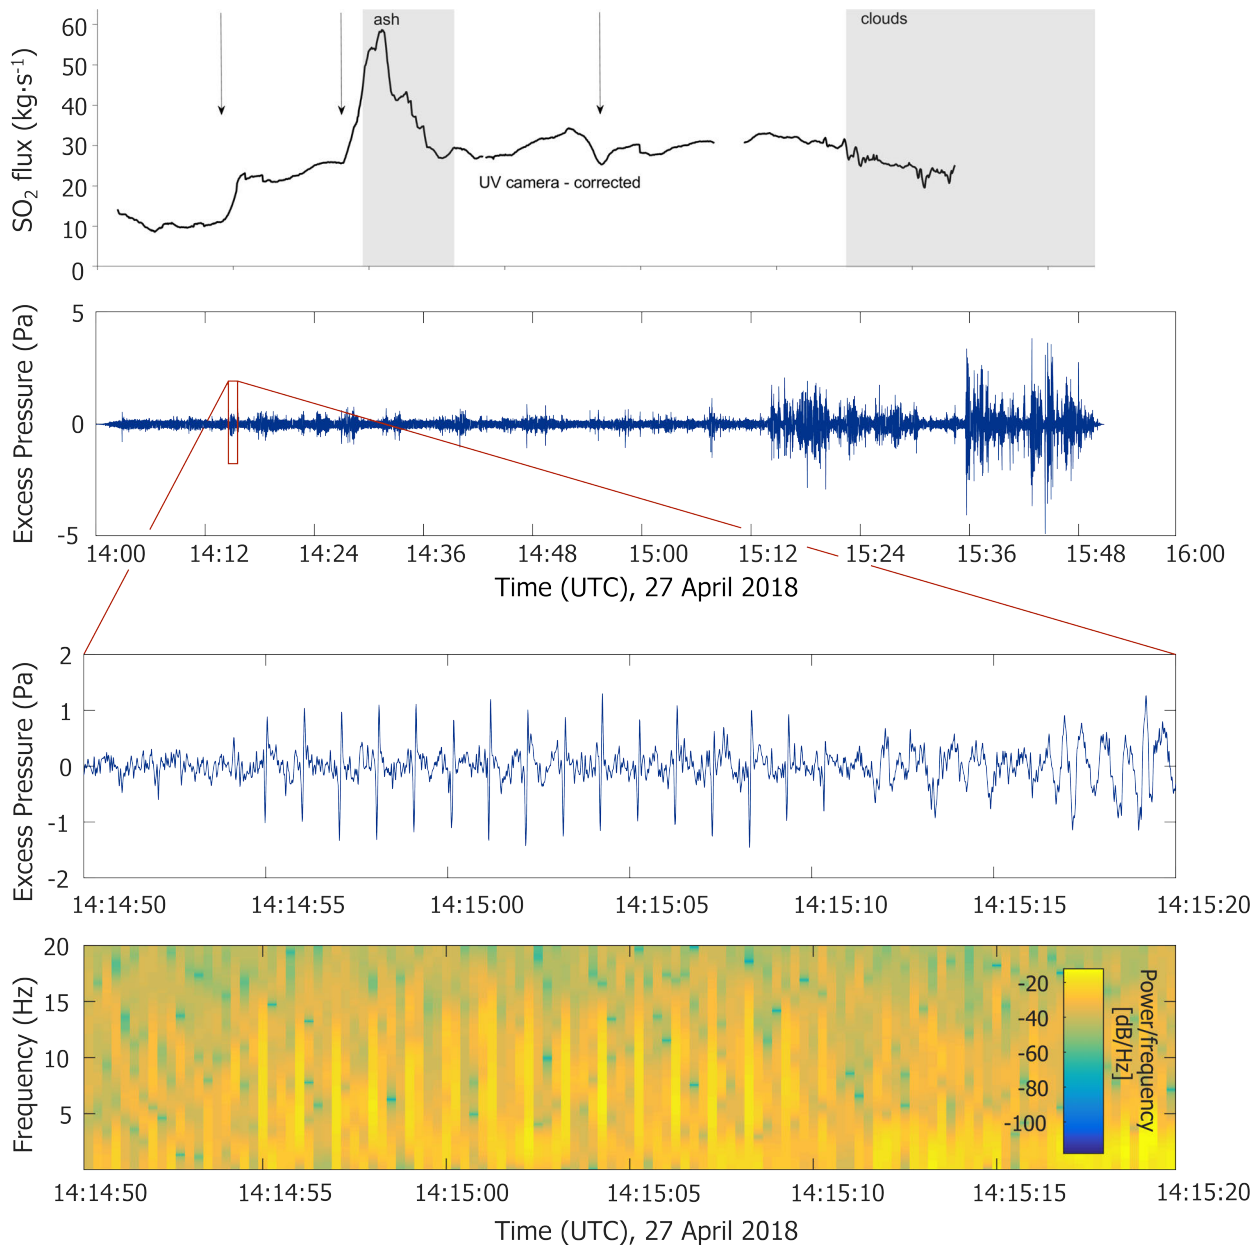 ash
clouds
60
50
40
30
20
10
0
SO2 flux (kg·s-1)
UV camera - corrected
5
0
-5
Excess Pressure (Pa)
14:00 14:12 14:24 14:36 14:48 15:00 15:12 15:24 15:36 15:48 16:00
Time (UTC), 27 April 2018
2
1
0
-1
-2
Excess Pressure (Pa)
14:14:50 14:14:55 14:15:00 14:15:05 14:15:10 14:15:15 14:15:20
20
15
10
5
Frequency (Hz)
-20
-40
-60
-80
-100
Power/frequency
[dB/Hz]
14:14:50 14:14:55 14:15:00 14:15:05 14:15:10 14:15:15 14:15:20
Time (UTC), 27 April 2018